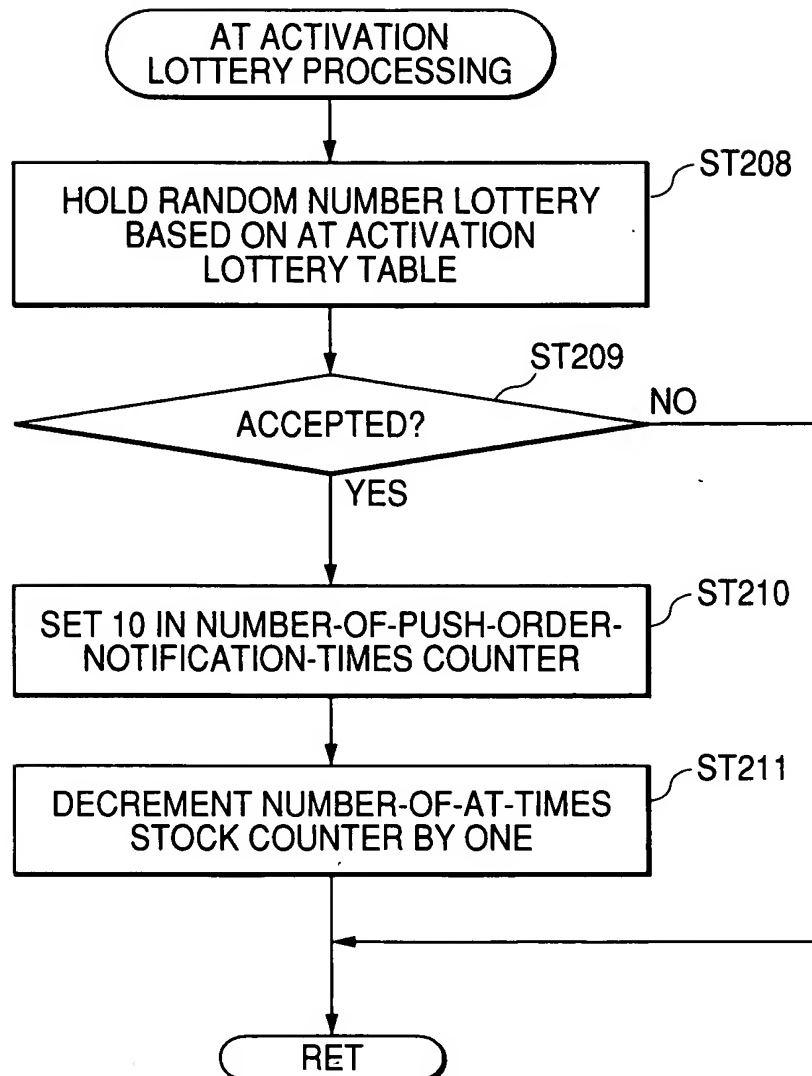 AT ACTIVATION
LOTTERY PROCESSING
ST208
HOLD RANDOM NUMBER LOTTERY
BASED ON AT ACTIVATION
LOTTERY TABLE
ST209
ACCEPTED?
NO
YES
ST210
SET 10 IN NUMBER-OF-PUSH-ORDER-
NOTIFICATION-TIMES COUNTER
ST211
DECREMENT NUMBER-OF-AT-TIMES
STOCK COUNTER BY ONE
RET